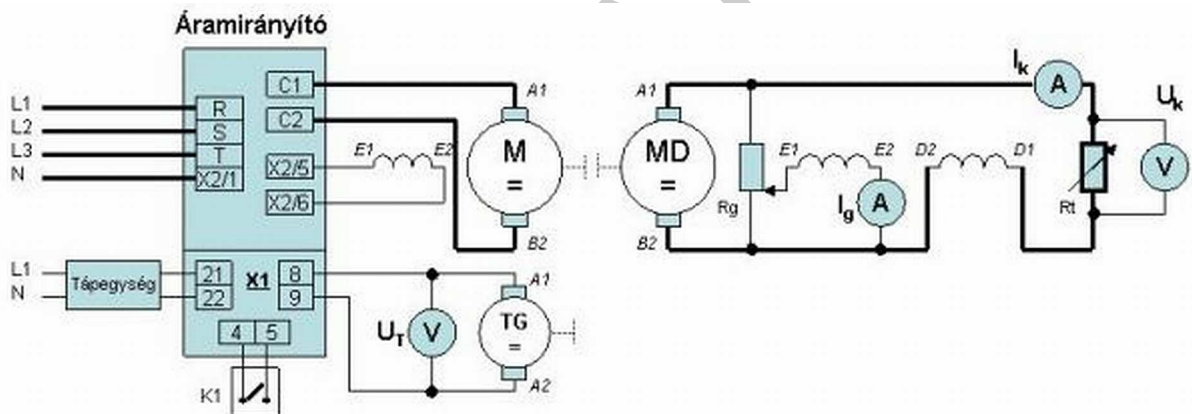 Áramirányító
L1
L2
L3
N
R
S
T
X2/1
C1
C2
X2/5
X2/6
E1
E2
A1
M
=
B2
A1
MD
=
B2
Rg
E1
E2
Ig
A
D2
D1
Ik
A
Uk
V
Rt
L1
N
Tápegység
21
22
X1
8
9
4
5
K1
UT
V
A1
TG
=
A2